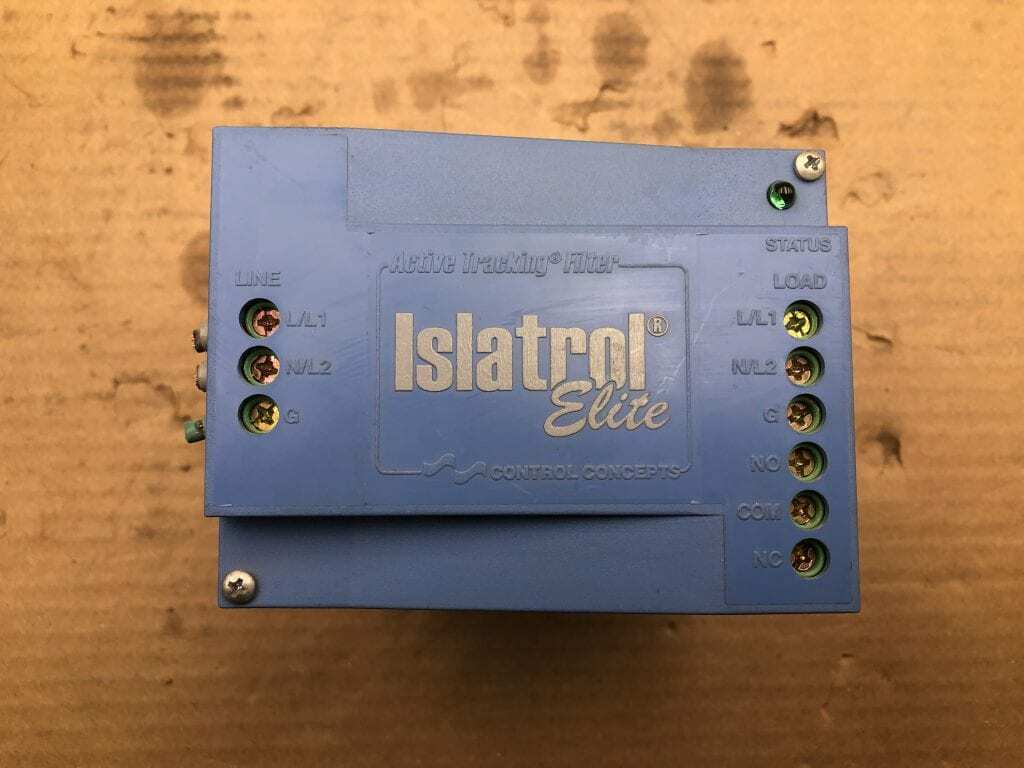 Active Tracking® Filter
Islatrol®
Elite
CONTROL CONCEPTS
LINE
L/L1
N/L2
G
STATUS
LOAD
L/L1
N/L2
G
NO
COM
NC